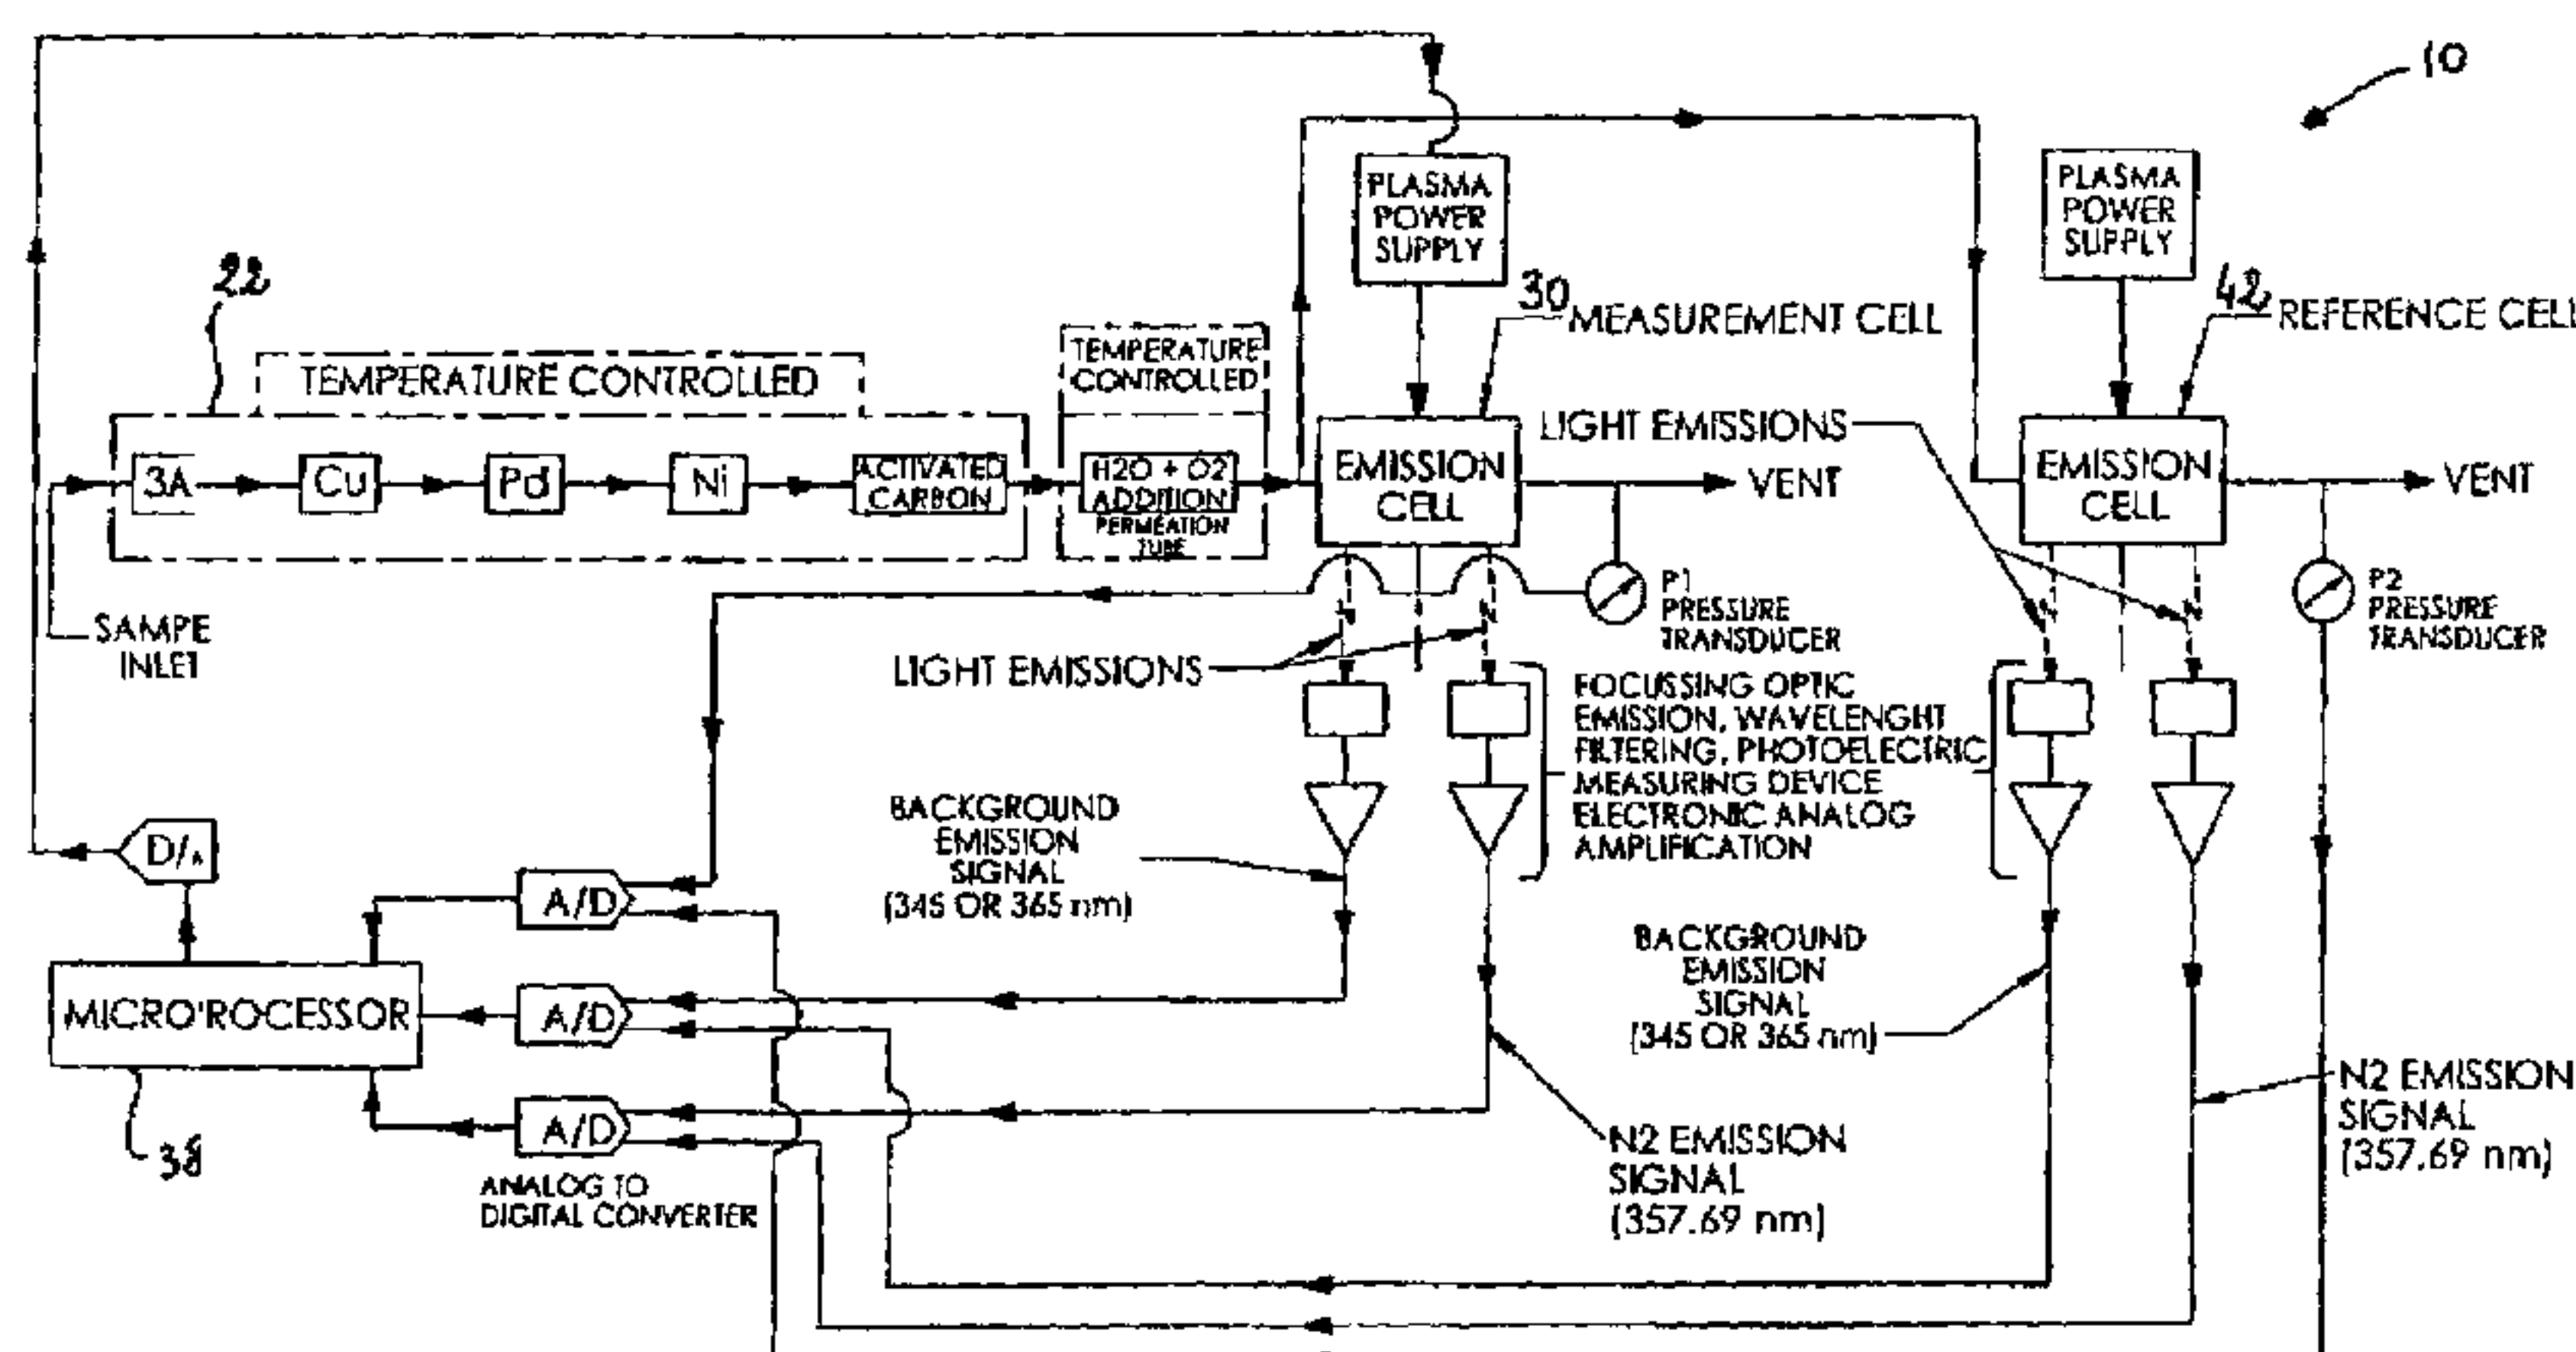 10
PLASMA
POWER
SUPPLY
PLASMA
POWER
SUPPLY
22
30
MEASUREMENT CELL
42
REFERENCE CELL
TEMPERATURE CONTROLLED
TEMPERATURE
CONTROLLED
LIGHT EMISSIONS
3A
Cu
Pd
Ni
ACTIVATED
CARBON
H2O + O2
ADDITION
PERMEATION
TUBE
EMISSION
CELL
VENT
EMISSION
CELL
VENT
SAMPE
INLET
P1
PRESSURE
TRANSDUCER
P2
PRESSURE
TRANSDUCER
LIGHT EMISSIONS
FOCUSSING OPTIC
EMISSION, WAVELENGHT
FILTERING, PHOTOELECTRIC
MEASURING DEVICE
ELECTRONIC ANALOG
AMPLIFICATION
BACKGROUND
EMISSION
SIGNAL
(345 OR 365 nm)
D/A
A/D
BACKGROUND
EMISSION
SIGNAL
(345 OR 365 nm)
MICRO'ROCESSOR
A/D
A/D
38
ANALOG TO
DIGITAL CONVERTER
N2 EMISSION
SIGNAL
(357.69 nm)
N2 EMISSION
SIGNAL
(357.69 nm)